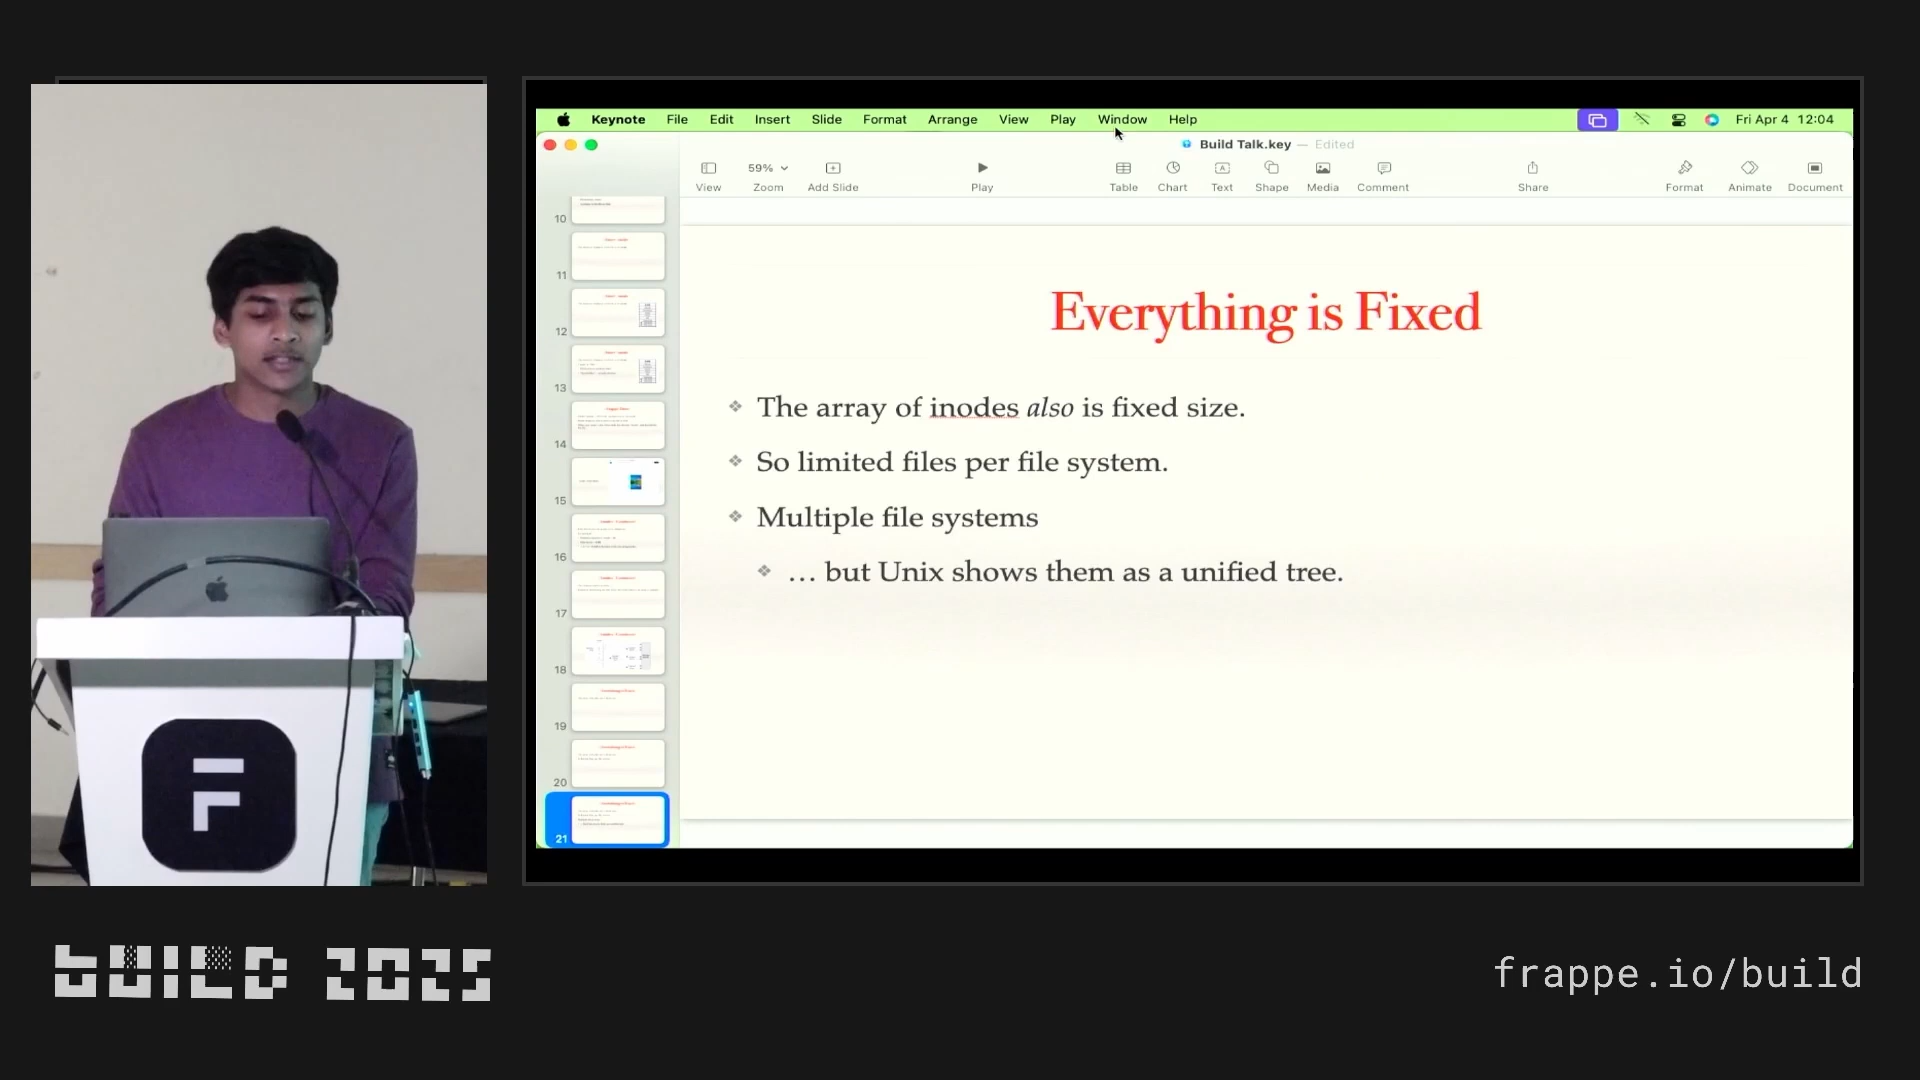 Keynote File Edit Insert Slide Format Arrange View Play Window Help
Fri Apr 4 12:04
Build Talk.key — Edited
59%
View Zoom Add Slide Play Table Chart Text Shape Media Comment Share Format Animate Document
10
11
12
13
14
15
16
17
18
19
20
21
Everything is Fixed
❖ The array of inodes also is fixed size.
❖ So limited files per file system.
❖ Multiple file systems
❖ … but Unix shows them as a unified tree.
BUILD 2025
frappe.io/build